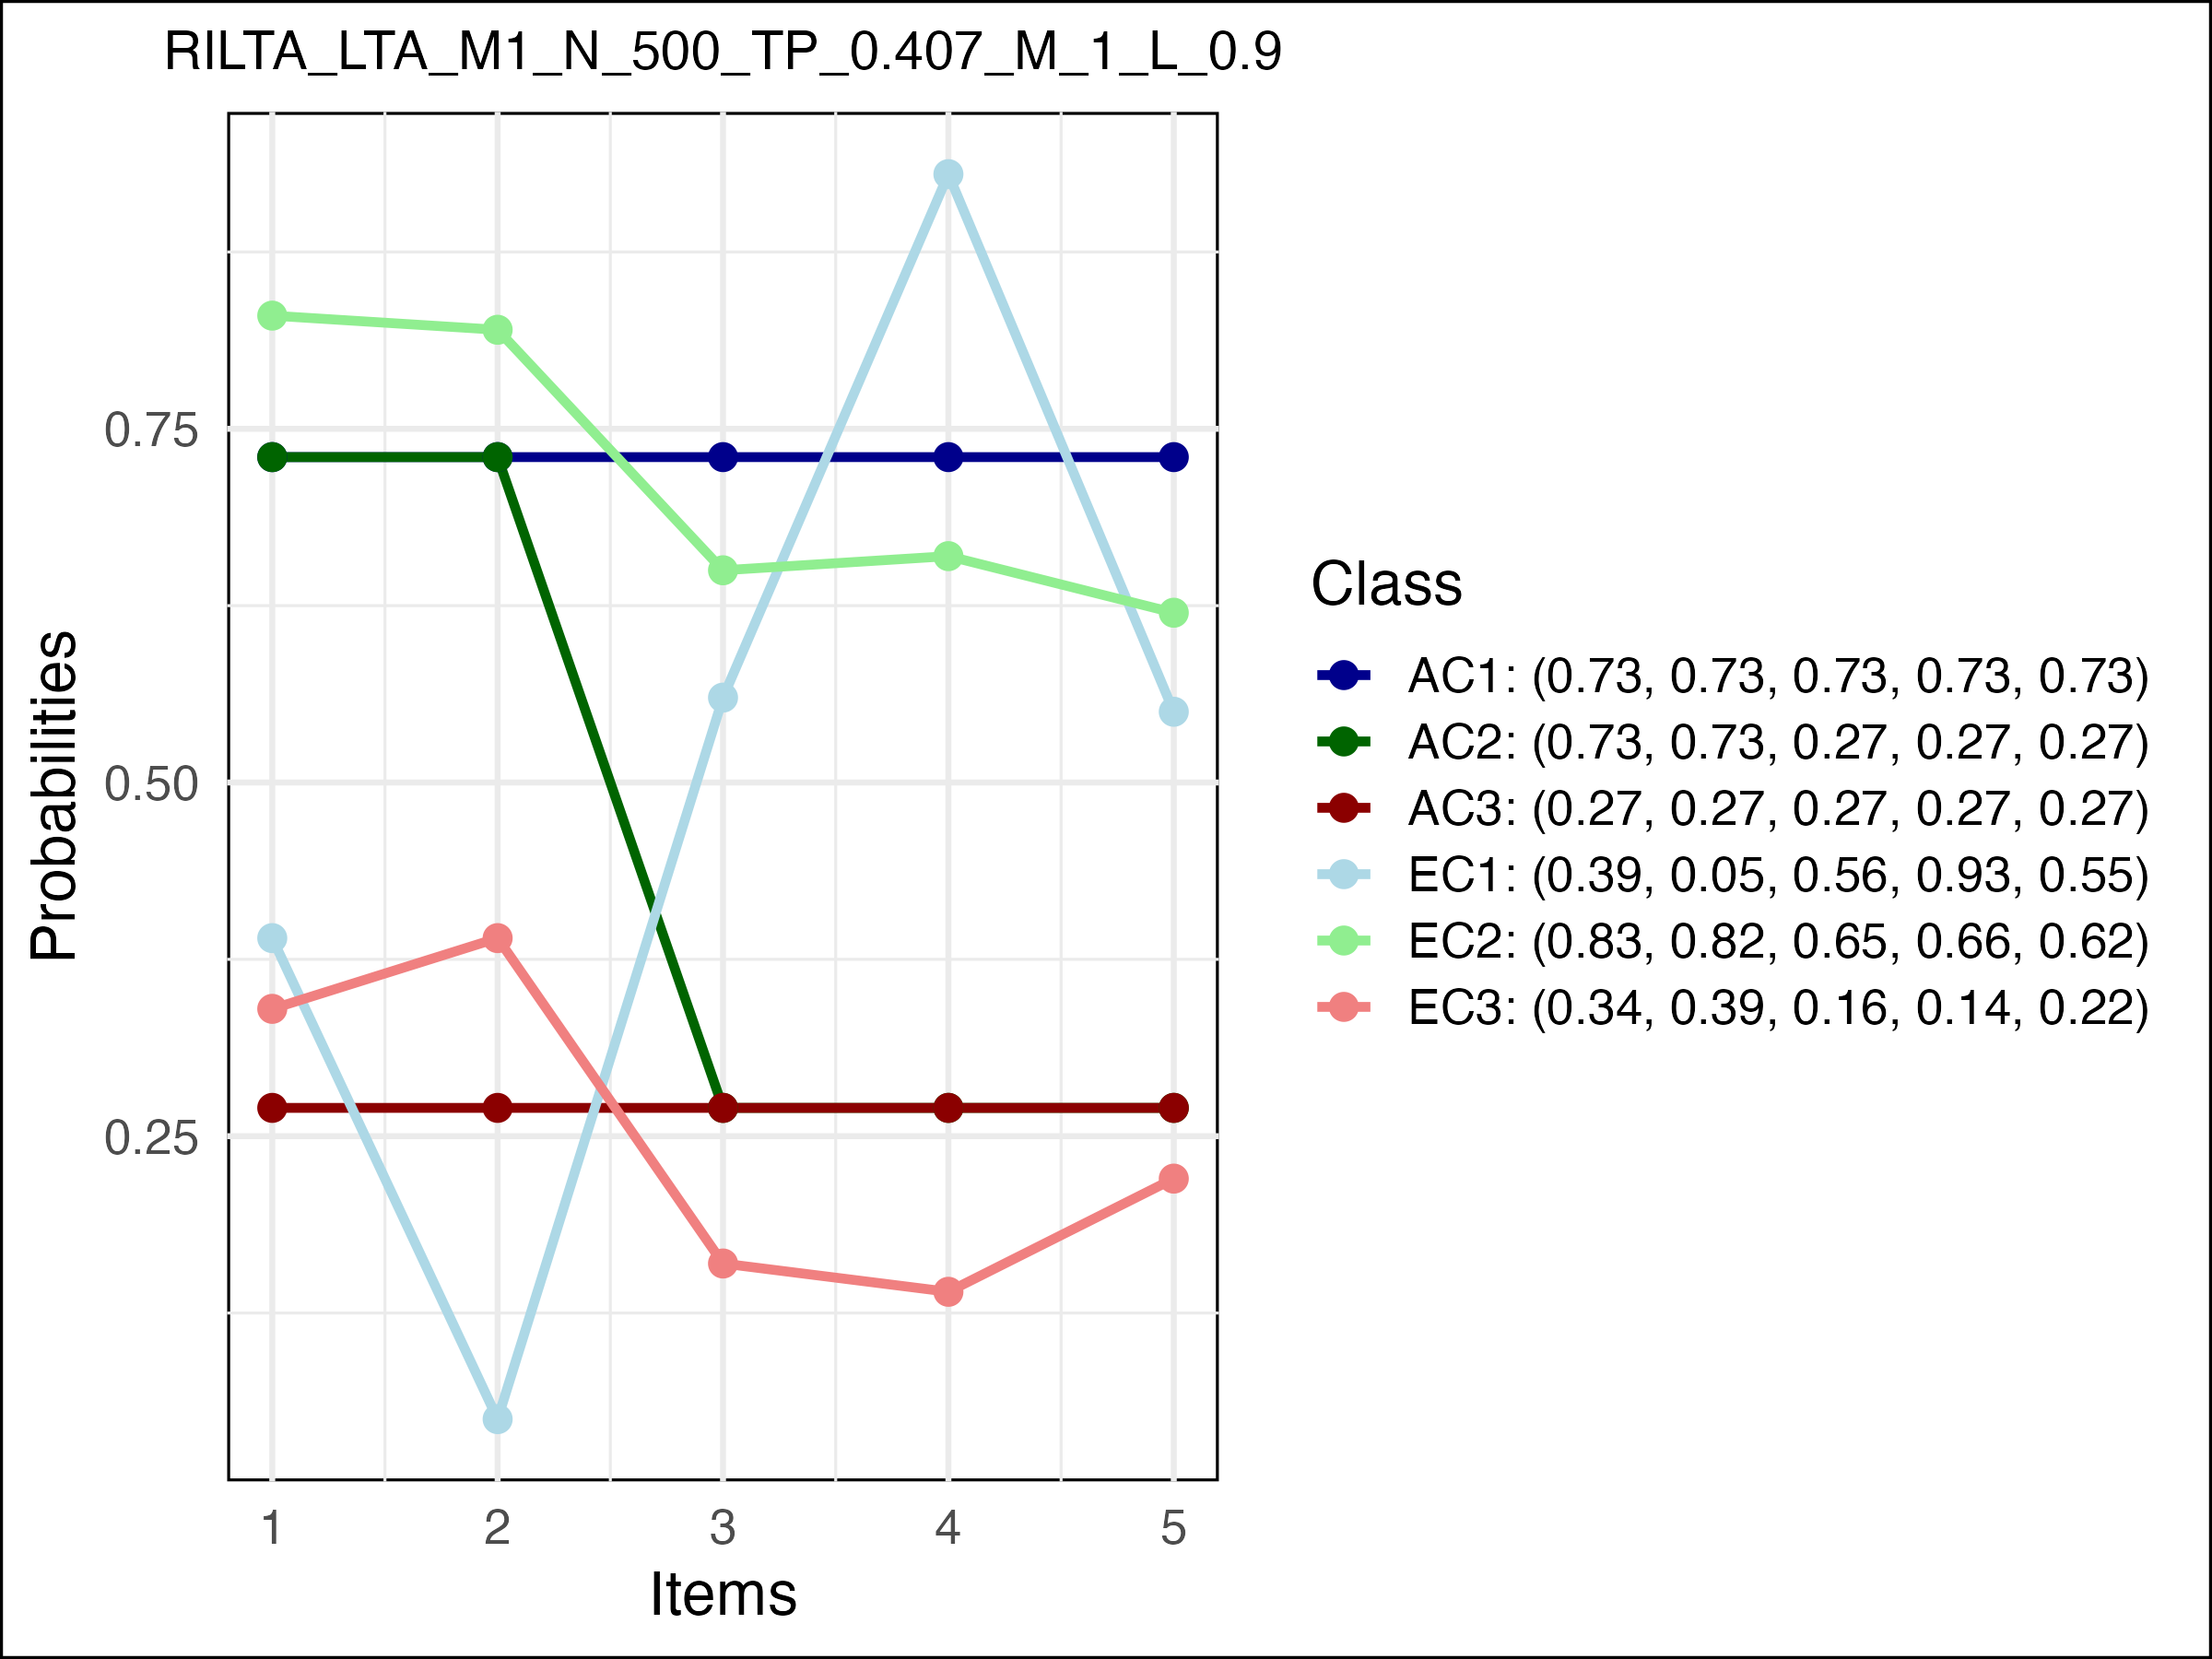 RILTA_LTA_M1_N_500_TP_0.407_M_1_L_0.9
Probabilities
0.75
0.50
0.25
1 2 3 4 5
Items
Class
AC1: (0.73, 0.73, 0.73, 0.73, 0.73)
AC2: (0.73, 0.73, 0.27, 0.27, 0.27)
AC3: (0.27, 0.27, 0.27, 0.27, 0.27)
EC1: (0.39, 0.05, 0.56, 0.93, 0.55)
EC2: (0.83, 0.82, 0.65, 0.66, 0.62)
EC3: (0.34, 0.39, 0.16, 0.14, 0.22)